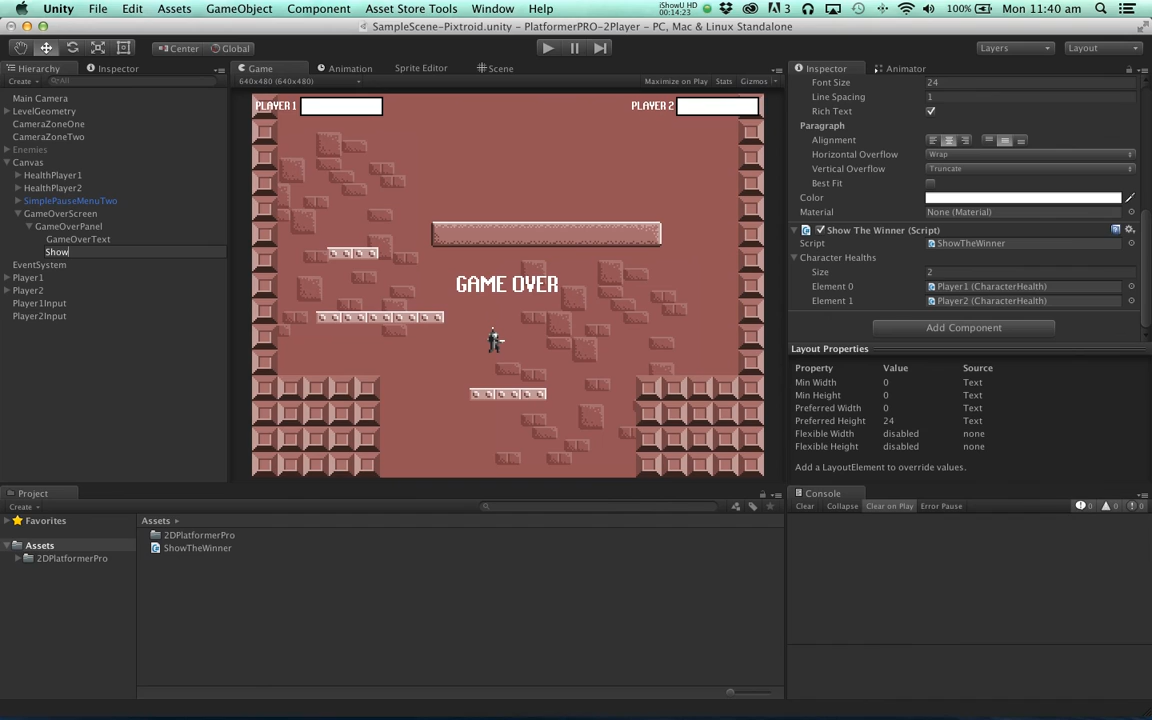 Unity File Edit Assets GameObject Component Asset Store Tools Window Help iShowU HD 00:14:23 3 100% Mon 11:40 am
SampleScene-Pixtroid.unity - PlatformerPRO-2Player - PC, Mac & Linux Standalone
Center Global Layers Layout
Hierarchy Inspector Game Animation Sprite Editor Scene Inspector Animator
Create All 640x480 (640x480) Maximize on Play Stats Gizmos
Main Camera
LevelGeometry
CameraZoneOne
CameraZoneTwo
Enemies
Canvas
HealthPlayer1
HealthPlayer2
SimplePauseMenuTwo
GameOverScreen
GameOverPanel
GameOverText
Show
EventSystem
Player1
Player2
Player1Input
Player2Input
PLAYER 1 PLAYER 2
GAME OVER
Font Size 24
Line Spacing 1
Rich Text
Paragraph
Alignment
Horizontal Overflow Wrap
Vertical Overflow Truncate
Best Fit
Color
Material None (Material)
Show The Winner (Script)
Script ShowTheWinner
Character Healths
Size 2
Element 0 Player1 (CharacterHealth)
Element 1 Player2 (CharacterHealth)
Add Component
Layout Properties
Property Value Source
Min Width 0 Text
Min Height 0 Text
Preferred Width 0 Text
Preferred Height 24 Text
Flexible Width disabled none
Flexible Height disabled none
Add a LayoutElement to override values.
Project
Create
Favorites
Assets
2DPlatformerPro
Assets
2DPlatformerPro
ShowTheWinner
Console
Clear Collapse Clear on Play Error Pause 0 0 0